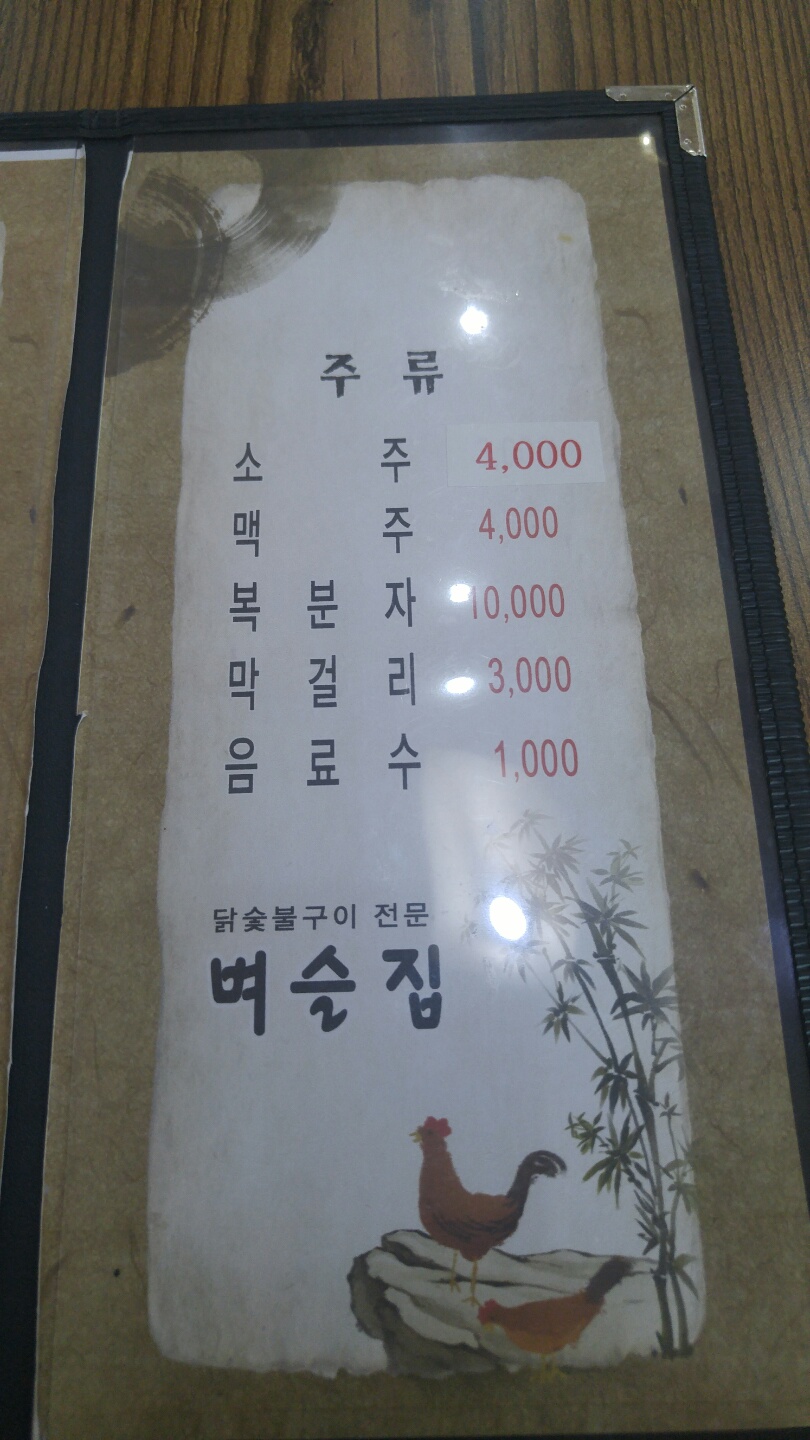 주 류
소 주 4,000
맥 주 4,000
복 분 자 10,000
막 걸 리 3,000
음 료 수 1,000
닭숯불구이 전문
벼슬집